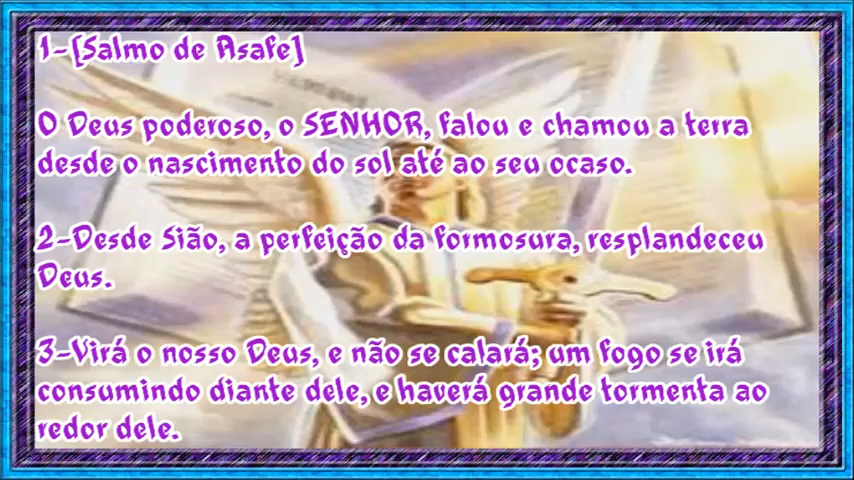 1-[Salmo de Asafe]
O Deus poderoso, o SENHOR, falou e chamou a terra
desde o nascimento do sol até ao seu ocaso.
2-Desde Sião, a perfeição da formosura, resplandeceu
Deus.
3-Virá o nosso Deus, e não se calará; um fogo se irá
consumindo diante dele, e haverá grande tormenta ao
redor dele.